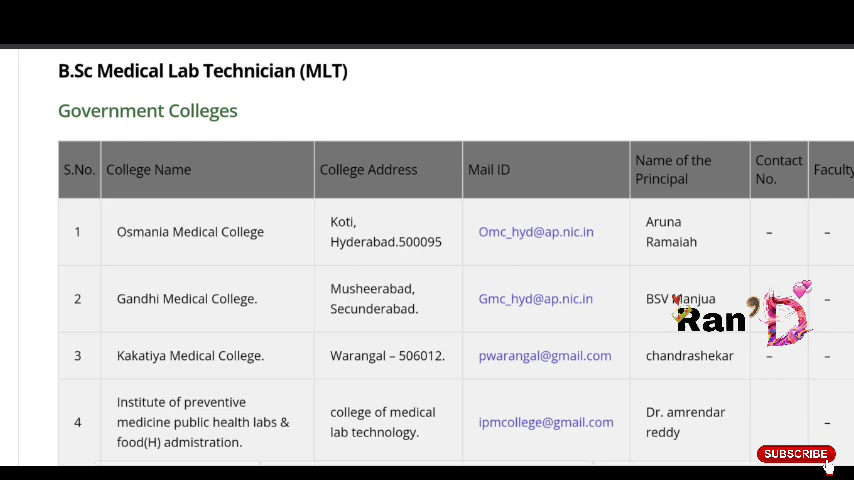 B.Sc Medical Lab Technician (MLT)
Government Colleges
S.No. College Name College Address Mail ID Name of the Principal Contact No. Faculty
1 Osmania Medical College Koti, Hyderabad.500095 Omc_hyd@ap.nic.in Aruna Ramaiah – –
2 Gandhi Medical College. Musheerabad, Secunderabad. Gmc_hyd@ap.nic.in BSV Manjua –
Ran'D
3 Kakatiya Medical College. Warangal – 506012. pwarangal@gmail.com chandrashekar – –
4 Institute of preventive medicine public health labs & food(H) admistration. college of medical lab technology. ipmcollege@gmail.com Dr. amrendar reddy –
SUBSCRIBE